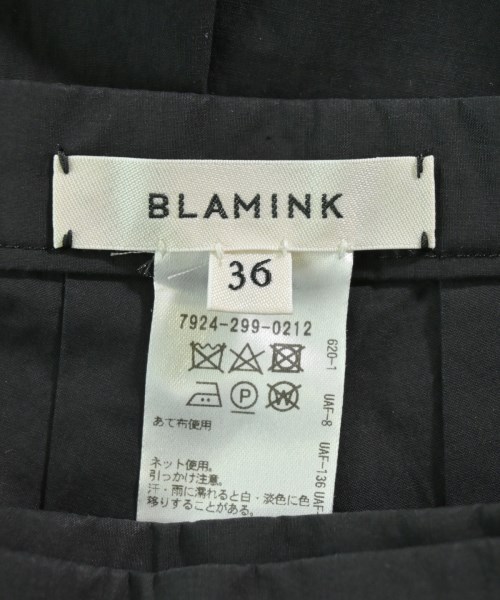 BLAMINK
36
7924-299-0212
P
W
あて布使用
ネット使用。
引っかけ注意。
汗・雨に濡れると白・淡色に色
移りすることがある。
620-1 UAF-8 UAF-136 UAF-